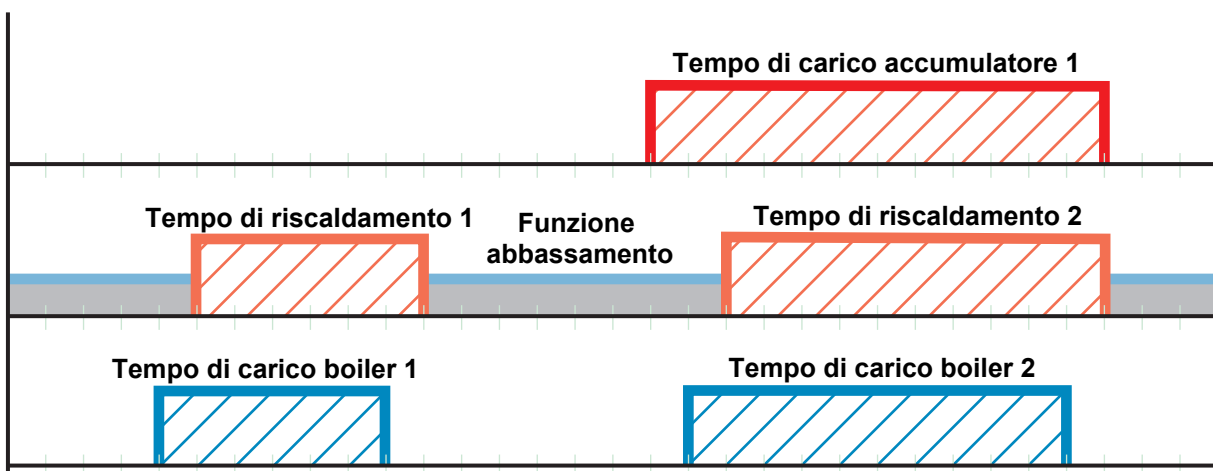 Tempo di carico accumulatore 1
Tempo di riscaldamento 1
Funzione
abbassamento
Tempo di riscaldamento 2
Tempo di carico boiler 1
Tempo di carico boiler 2